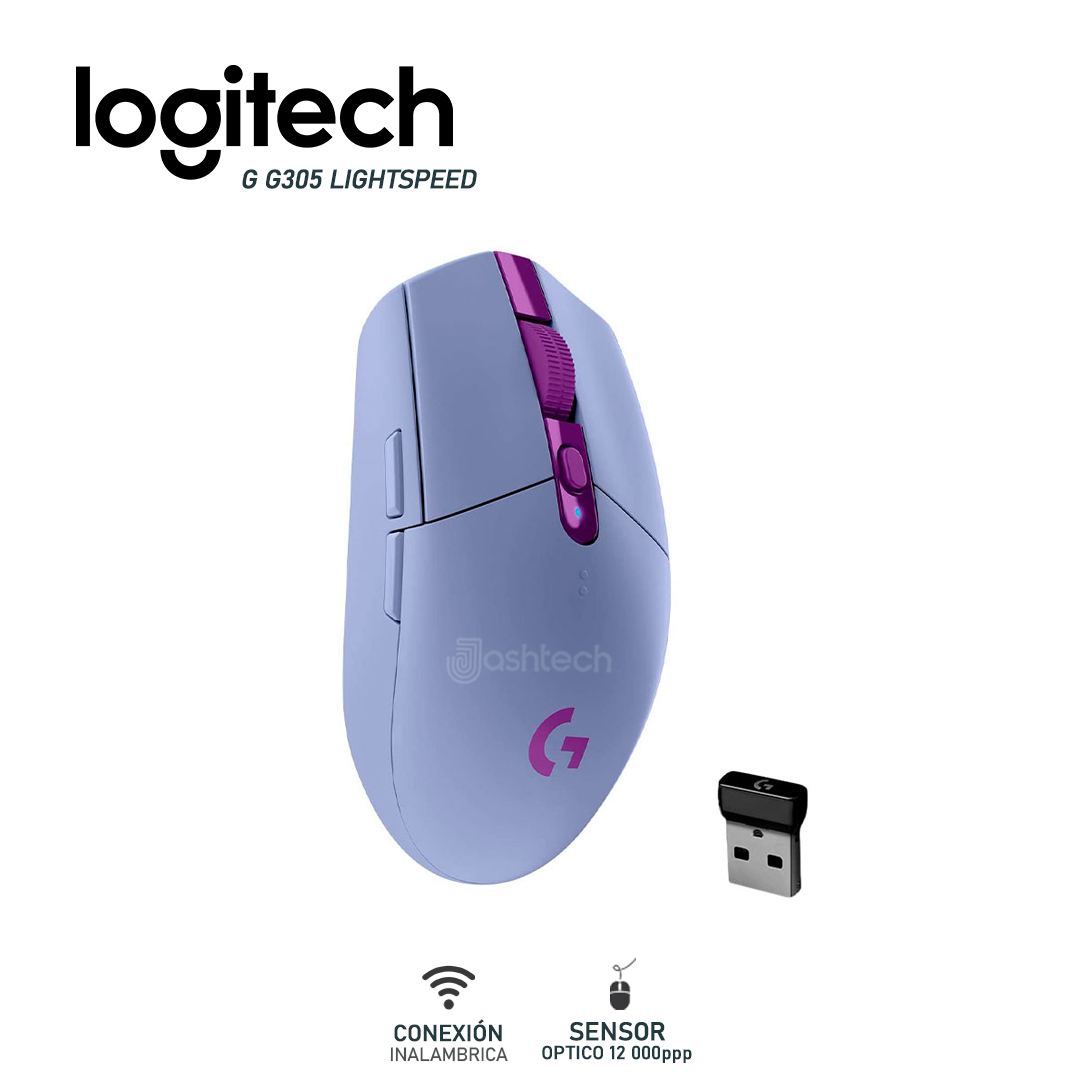 logitech
G G305 LIGHTSPEED
Jashtech
G
G
CONEXIÓN
INALAMBRICA
SENSOR
OPTICO 12 000ppp